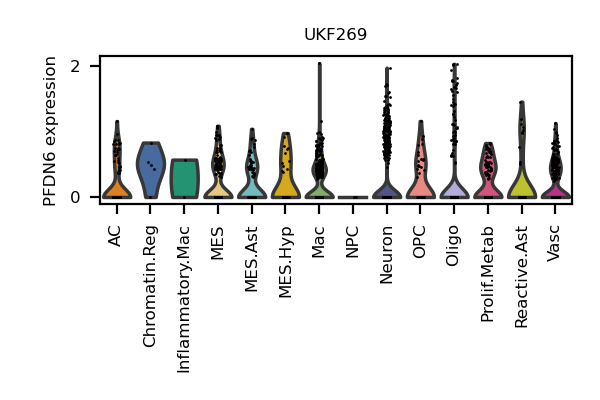 UKF269
PFDN6 expression
2
0
AC
Chromatin.Reg
Inflammatory.Mac
MES
MES.Ast
MES.Hyp
Mac
NPC
Neuron
OPC
Oligo
Prolif.Metab
Reactive.Ast
Vasc